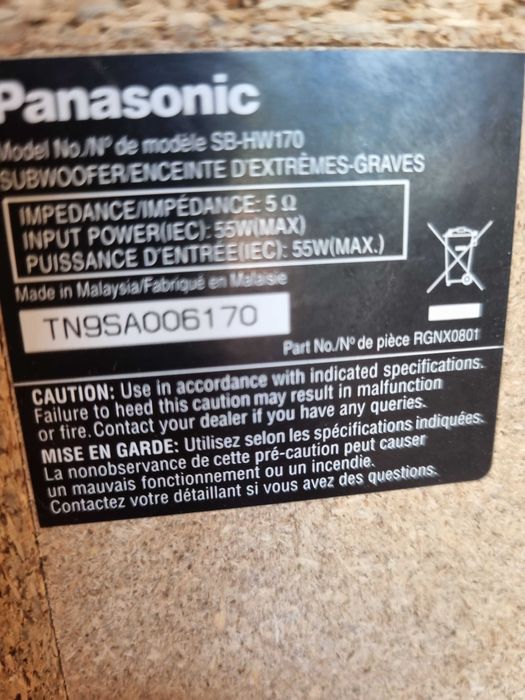 Panasonic
Model No./Nº de modèle SB-HW170
SUBWOOFER/ENCEINTE D'EXTRÊMES-GRAVES
IMPEDANCE/IMPÉDANCE: 5 Ω
INPUT POWER(IEC): 55W(MAX)
PUISSANCE D'ENTRÉE(IEC): 55W(MAX.)
Made in Malaysia/Fabriqué en Malaisie
TN9SA006170
Part No./Nº de pièce RGNX0801
CAUTION: Use in accordance with indicated specifications.
Failure to heed this caution may result in malfunction
or fire. Contact your dealer if you have any queries.
MISE EN GARDE: Utilisez selon les spécifications indiquées.
La nonobservance de cette pré-caution peut causer
un mauvais fonctionnement ou un incendie.
Contactez votre détaillant si vous avez des questions.